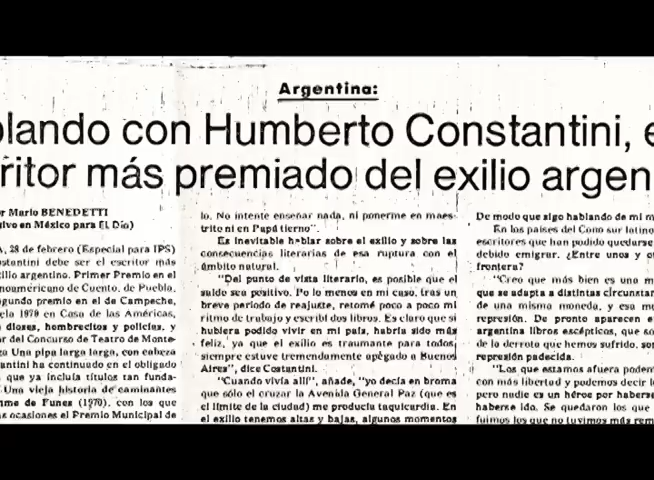 Argentina:
blando con Humberto Constantini, e
ritor más premiado del exilio argen
or Mario BENEDETTI
sivo en México para EL Día)
A, 28 de febrero (Especial para IPS)
stantini debe ser el escritor más
xilio argentino. Primer Premio en el
noamericano de Cuento, de Puebla,
gundo premio en el de Campeche,
vela 1979 en Casa de las Américas,
dioses, hombrecitos y policías, y
or del Concurso de Teatro de Monte-
za Una pipa larga larga, con cabeza
antini ha continuado en el obligado
que ya incluía títulos tan funda-
Una vieja historia de caminantes
me de Funes (1970), con los que
as ocasiones el Premio Municipal de
lo. No intente enseñar nada, ni ponerme en maes-
trito ni en Papá tierno".
Es inevitable hablar sobre el exilio y sobre las
consecuencias literarias de esa ruptura con el
ámbito natural.
"Del punto de vista literario, es posible que el
saldo sea positivo. Po lo menos en mi caso, tras un
breve período de reajuste, retomé poco a poco mi
ritmo de trabajo y escribí dos libros. Es claro que si
hubiera podido vivir en mi país, habría sido más
feliz, ya que el exilio es traumante para todos
siempre estuve tremendamente apegado a Buenos
Aires", dice Costantini.
"Cuando vivía allí", añade, "yo decía en broma
que sólo el cruzar la Avenida General Paz (que es
el límite de la ciudad) me producía taquicardia. En
el exilio tenemos altas y bajas, algunos momentos
De modo que algo hablando de mi m
En los países del Cono sur latino
escritores que han podido quedarse
debido emigrar. ¿Entre unos y o
frontera?
"Creo que más bien es una m
que se adapta a distintas circunstan
de una misma moneda, y esa mo
represión. De pronto aparecen e
argentina libros escépticos, que so
de la derrota que hemos sufrido, son
represión padecida.
"Los que estamos afuera podem
con más libertad y podemos decir l
pero nadie es un héroe por haberse
haberse ido. Se quedaron los que
fuimos los que no tuvimos más rem